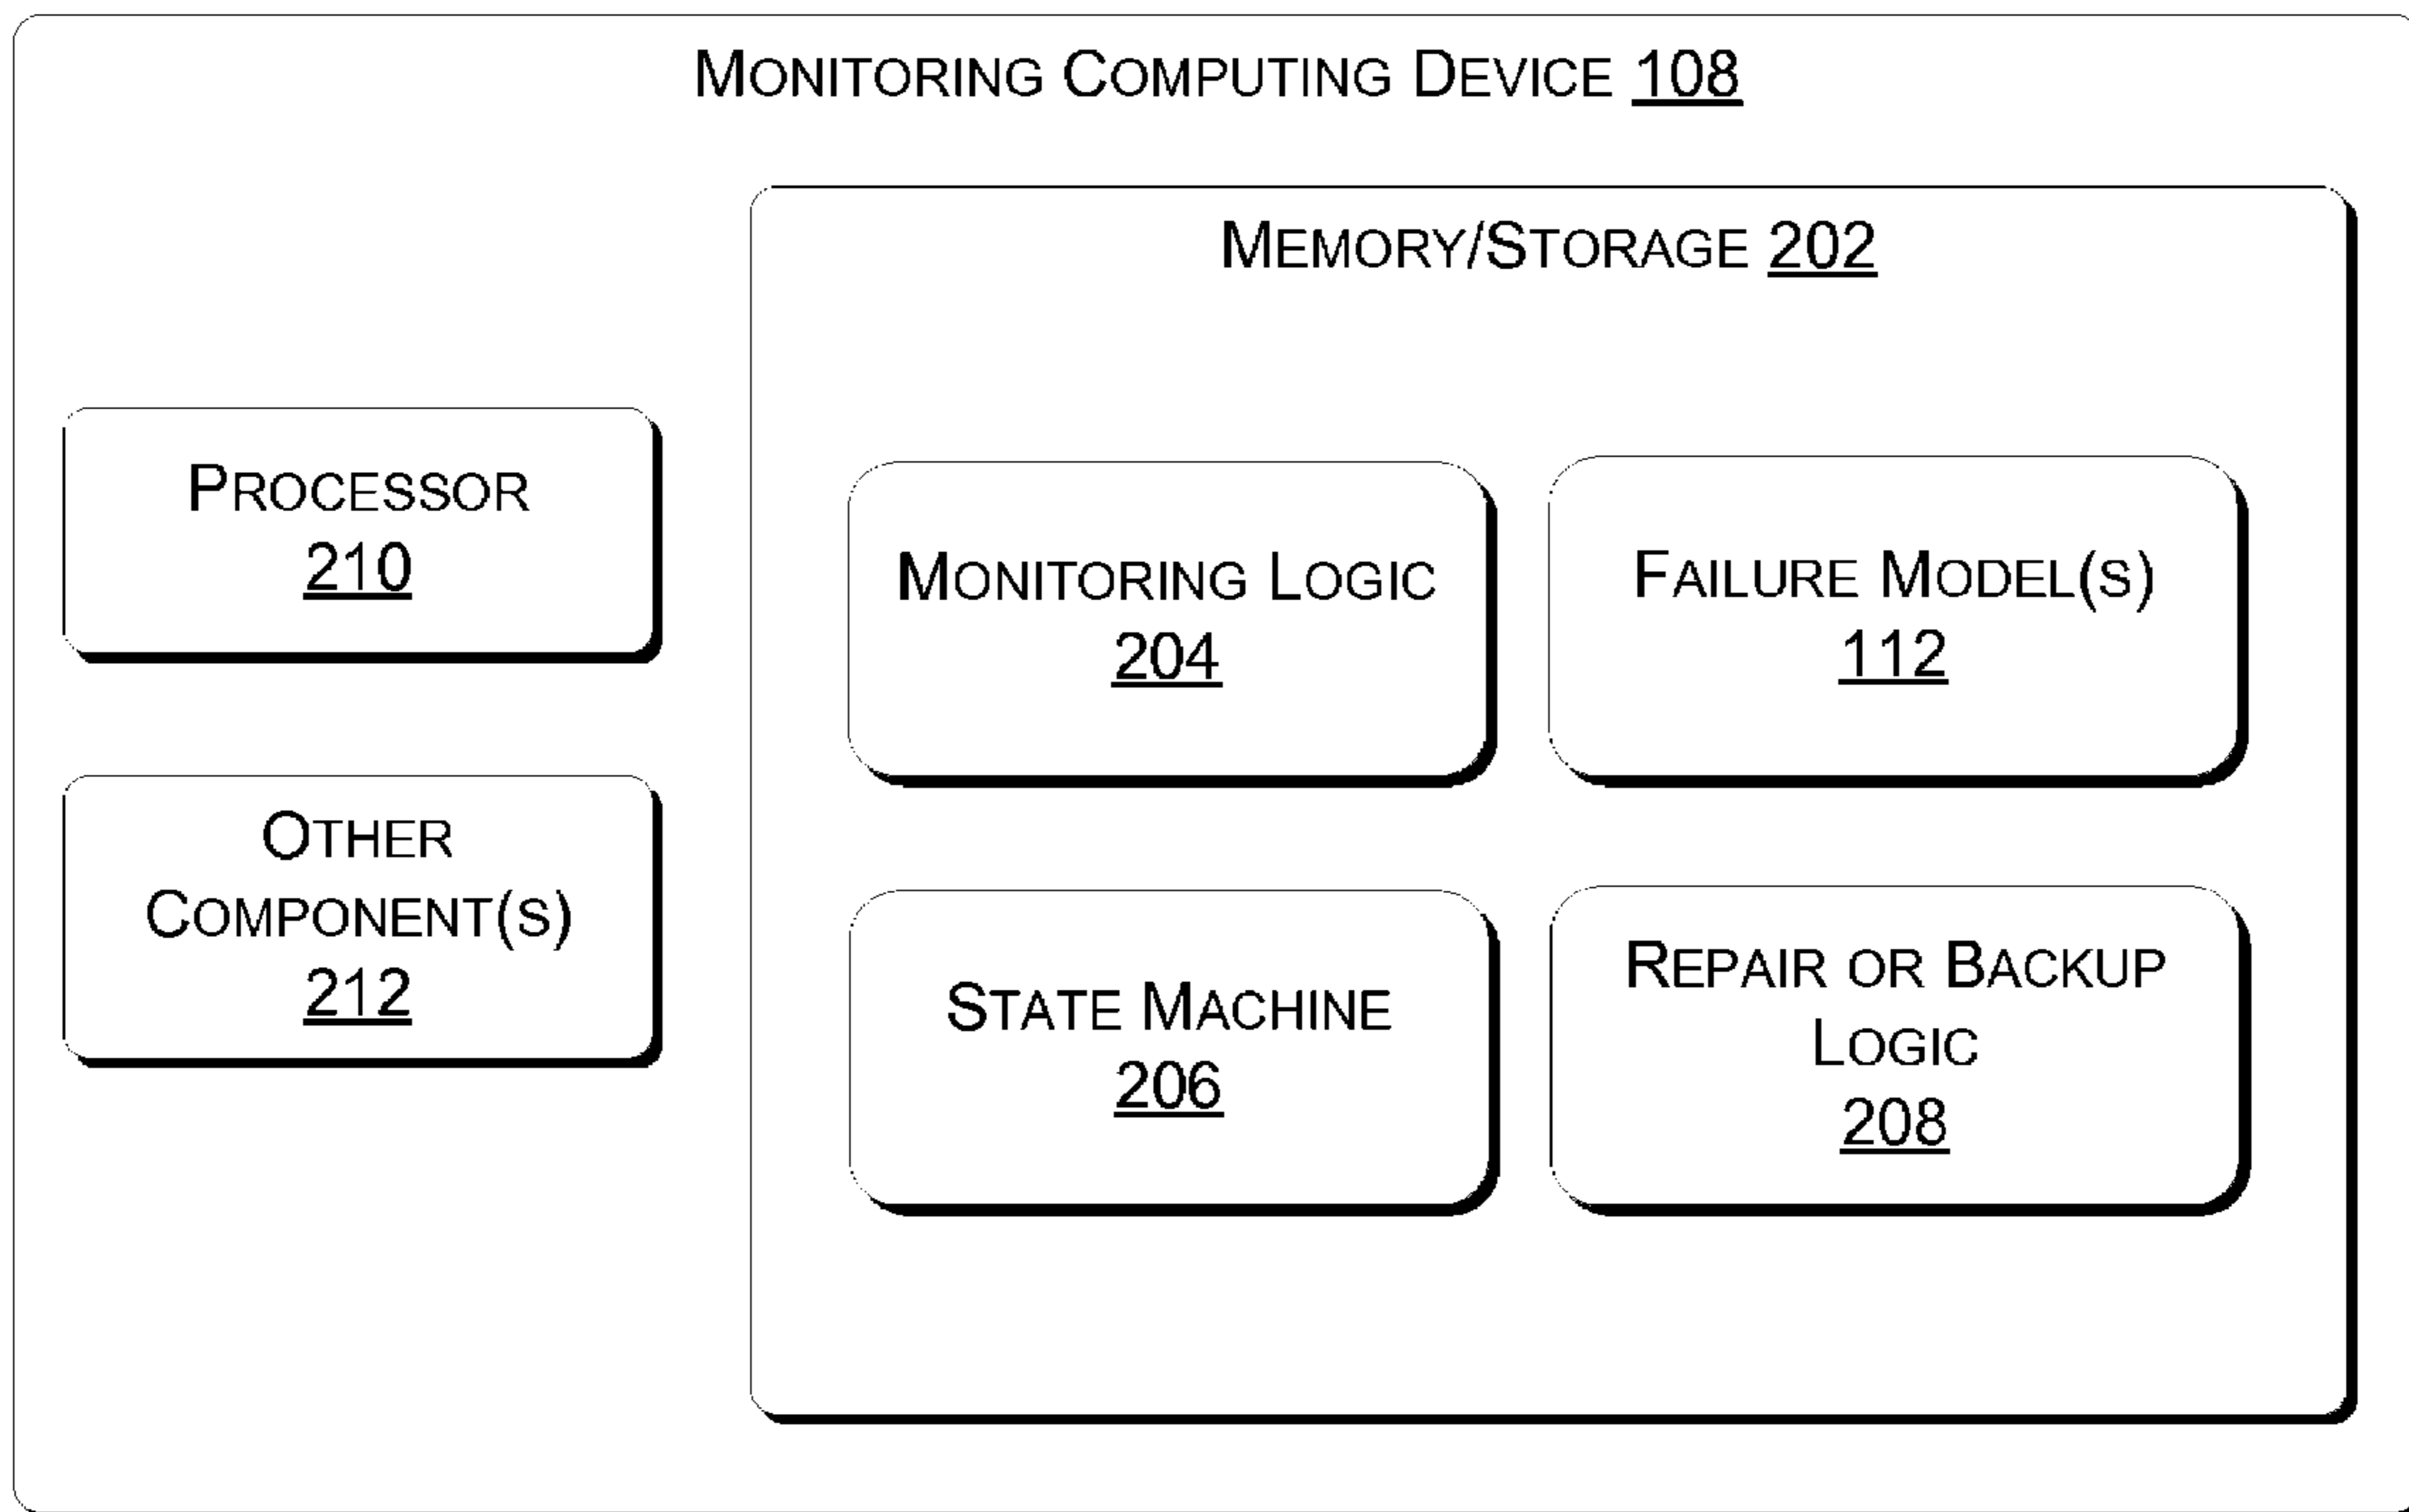 MONITORING COMPUTING DEVICE 108
MEMORY/STORAGE 202
PROCESSOR
210
OTHER
COMPONENT(S)
212
MONITORING LOGIC
204
FAILURE MODEL(S)
112
STATE MACHINE
206
REPAIR OR BACKUP
LOGIC
208